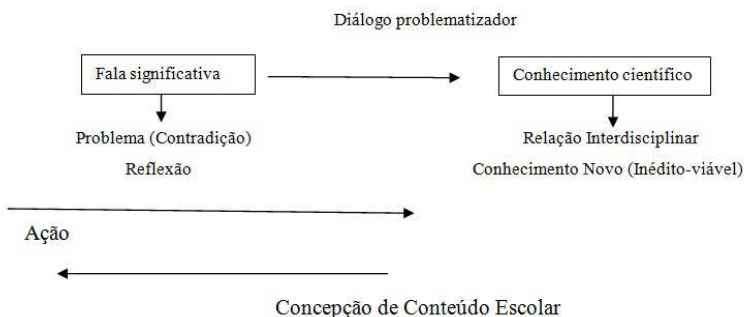 Diálogo problematizador
Fala significativa
Conhecimento científico
Problema (Contradição)
Relação Interdisciplinar
Reflexão
Conhecimento Novo (Inédito-viável)
Ação
Concepção de Conteúdo Escolar